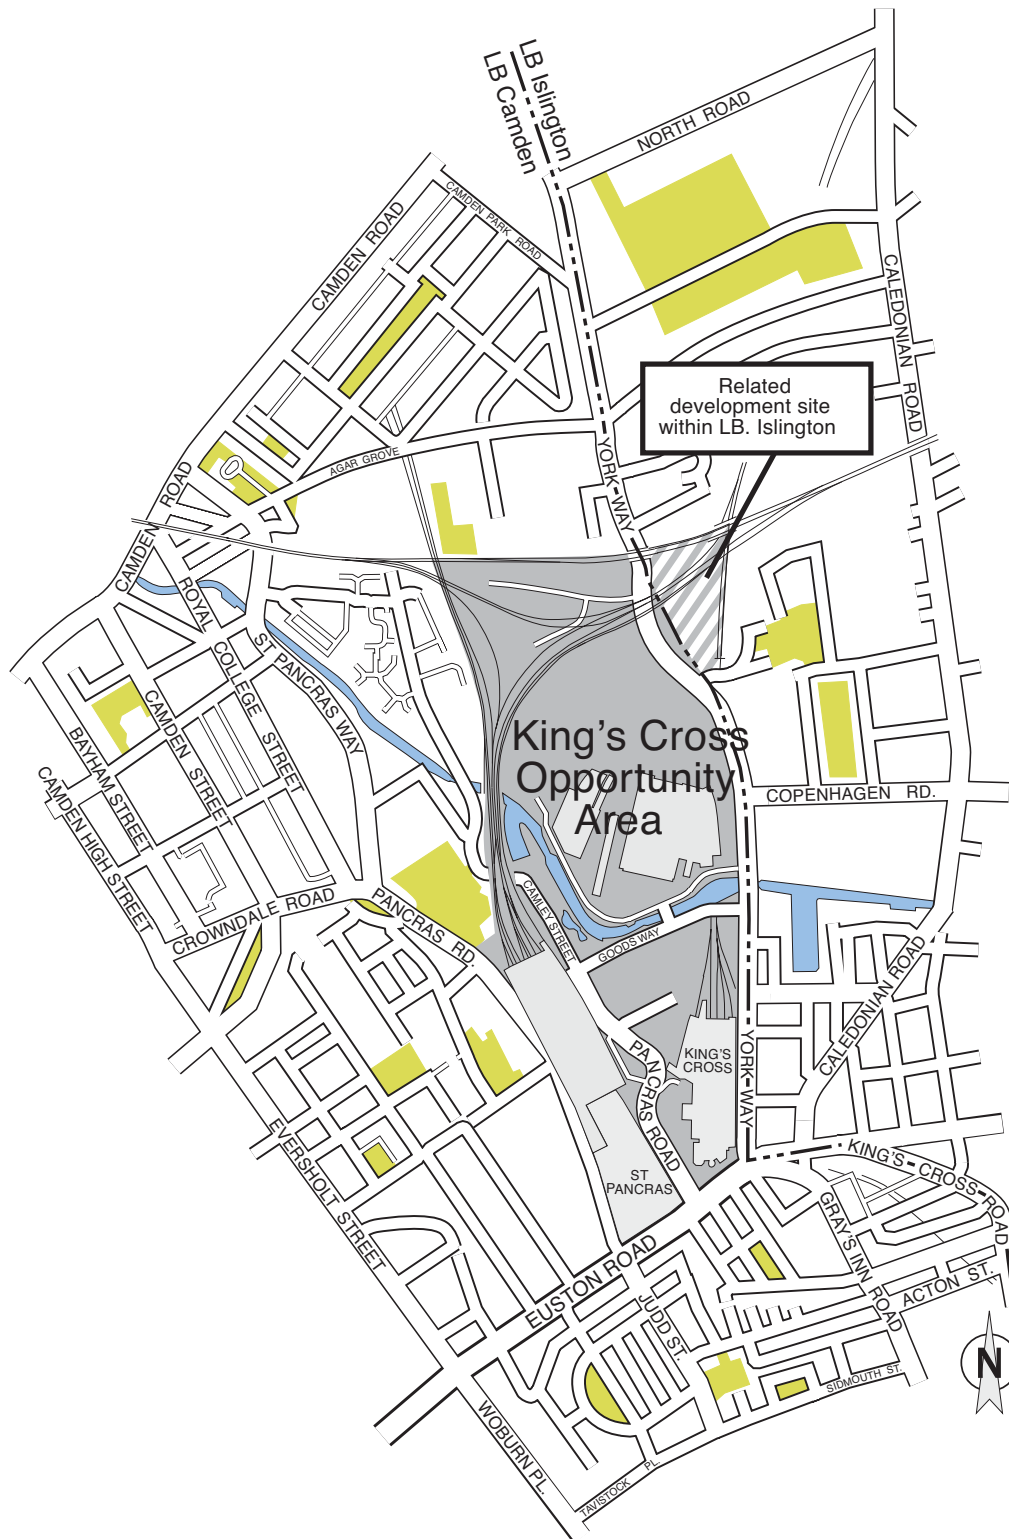 LB Islington
LB Camden
NORTH ROAD
CAMDEN PARK ROAD
CAMDEN ROAD
CALEDONIAN ROAD
Related
development site
within LB. Islington
AGAR GROVE
YORK WAY
CAMDEN ROAD
ROYAL COLLEGE STREET
ST PANCRAS WAY
CAMDEN STREET
BAYHAM STREET
CAMDEN HIGH STREET
King's Cross
Opportunity
Area
COPENHAGEN RD.
CROWNDALE ROAD
PANCRAS RD.
CAMLEY STREET
GOODS WAY
CALEDONIAN ROAD
KING'S
CROSS
YORK WAY
PANCRAS ROAD
ST
PANCRAS
EVERSHOLT STREET
KING'S CROSS ROAD
GRAY'S INN ROAD
EUSTON ROAD
JUDD ST.
ACTON ST.
SIDMOUTH ST.
N
WOBURN PL.
TAVISTOCK PL.